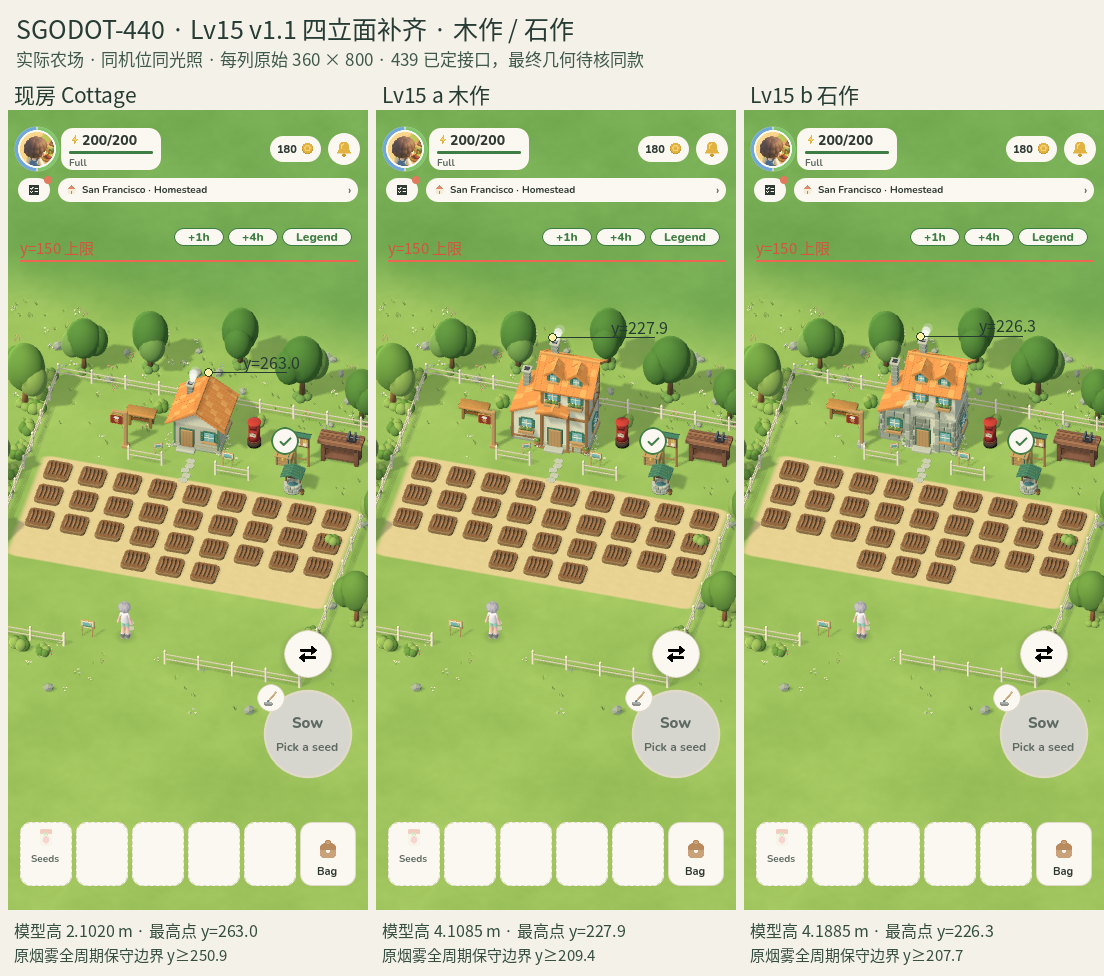 SGODOT-440 · Lv15 v1.1 四立面补齐 · 木作 / 石作
实际农场 · 同机位同光照 · 每列原始 360 × 800 · 439 已定接口，最终几何待核同款
现房 Cottage
200/200
Full
180
San Francisco · Homestead
+1h
+4h
Legend
y=150 上限
y=263.0
Sow
Pick a seed
Seeds
Bag
模型高 2.1020 m · 最高点 y=263.0
原烟雾全周期保守边界 y≥250.9
Lv15 a 木作
200/200
Full
180
San Francisco · Homestead
+1h
+4h
Legend
y=150 上限
y=227.9
Sow
Pick a seed
Seeds
Bag
模型高 4.1085 m · 最高点 y=227.9
原烟雾全周期保守边界 y≥209.4
Lv15 b 石作
200/200
Full
180
San Francisco · Homestead
+1h
+4h
Legend
y=150 上限
y=226.3
Sow
Pick a seed
Seeds
Bag
模型高 4.1885 m · 最高点 y=226.3
原烟雾全周期保守边界 y≥207.7